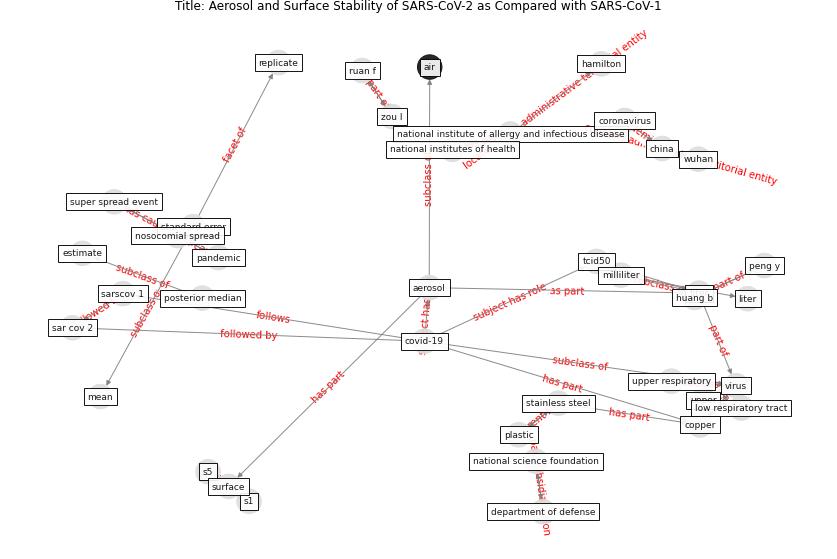 Title: Aerosol and Surface Stability of SARS-CoV-2 as Compared with SARS-CoV-1
replicate
ruan f
air
hamilton
part of
zou l
administrative
entity
coronavirus
national institute of allergy and infectious disease
national institutes of health
china
wuhan
facet of
subclass
super spread event
standard error
nosocomial spread
pandemic
estimate
subclass of
tcid50
milliliter
peng y
part of
aerosol
as part
subject has role
huang b
liter
sarscov 1
posterior median
follows
sar cov 2
followed by
covid-19
part of
subclass of
has part
upper respiratory
virus
has part
mean
stainless steel
has part
low respiratory tract
copper
plastic
national science foundation
s5
surface
s1
department of defense